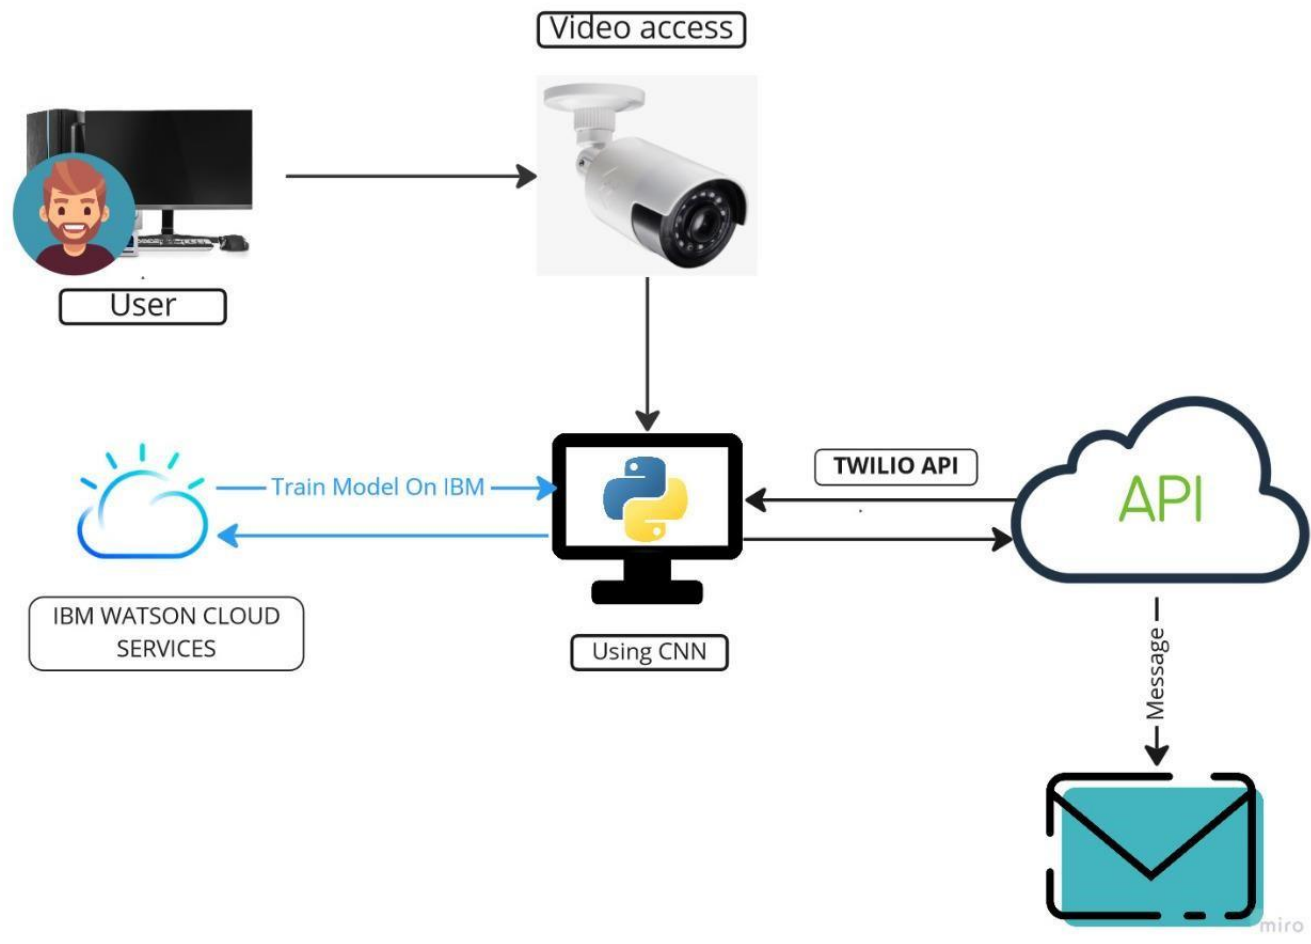 Video access
User
Train Model On IBM
TWILIO API
API
IBM WATSON CLOUD
SERVICES
Using CNN
Message
miro